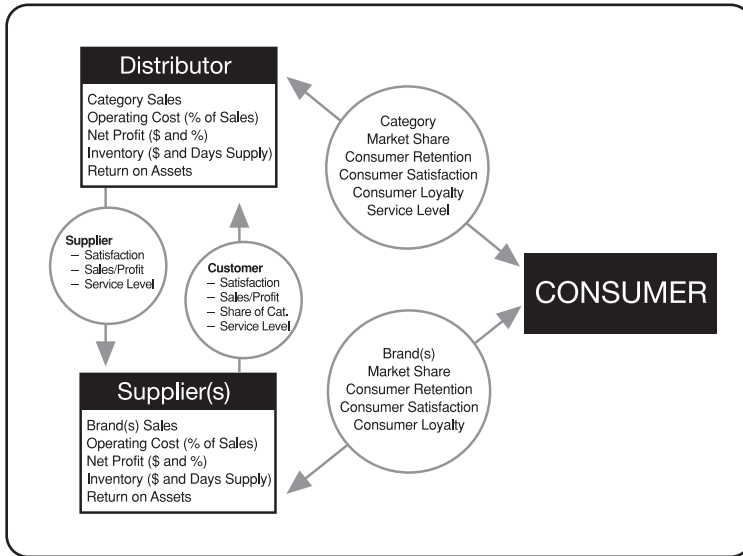 Distributor
Category Sales
Operating Cost (% of Sales)
Net Profit ($ and %)
Inventory ($ and Days Supply)
Return on Assets
Category
Market Share
Consumer Retention
Consumer Satisfaction
Consumer Loyalty
Service Level
Supplier
– Satisfaction
– Sales/Profit
– Service Level
Customer
– Satisfaction
– Sales/Profit
– Share of Cat.
– Service Level
CONSUMER
Supplier(s)
Brand(s) Sales
Operating Cost (% of Sales)
Net Profit ($ and %)
Inventory ($ and Days Supply)
Return on Assets
Brand(s)
Market Share
Consumer Retention
Consumer Satisfaction
Consumer Loyalty